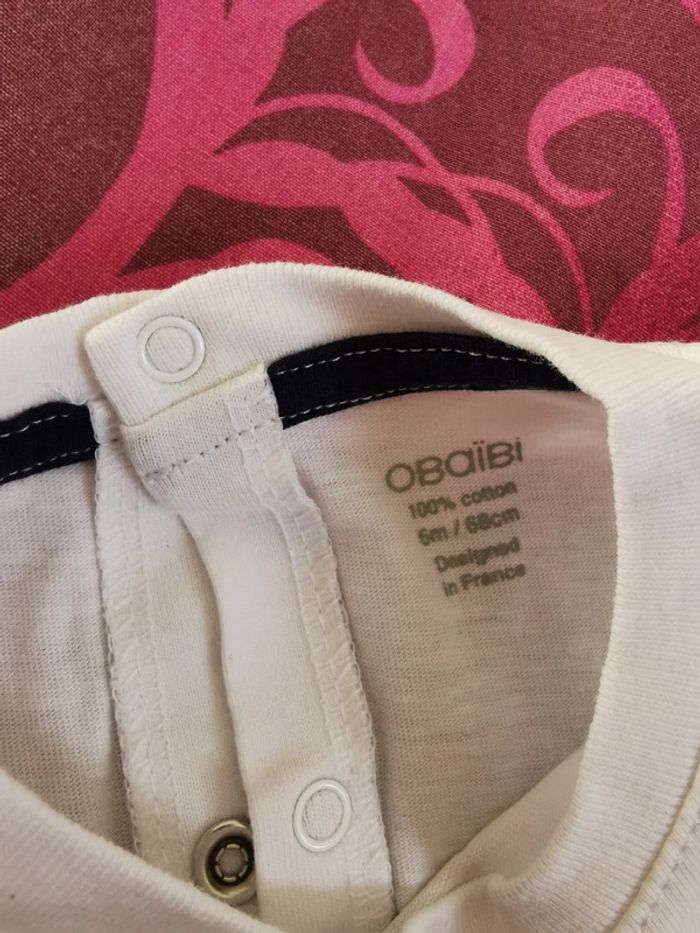 OBaïBi
100% cotton
6m / 68cm
Designed
in France